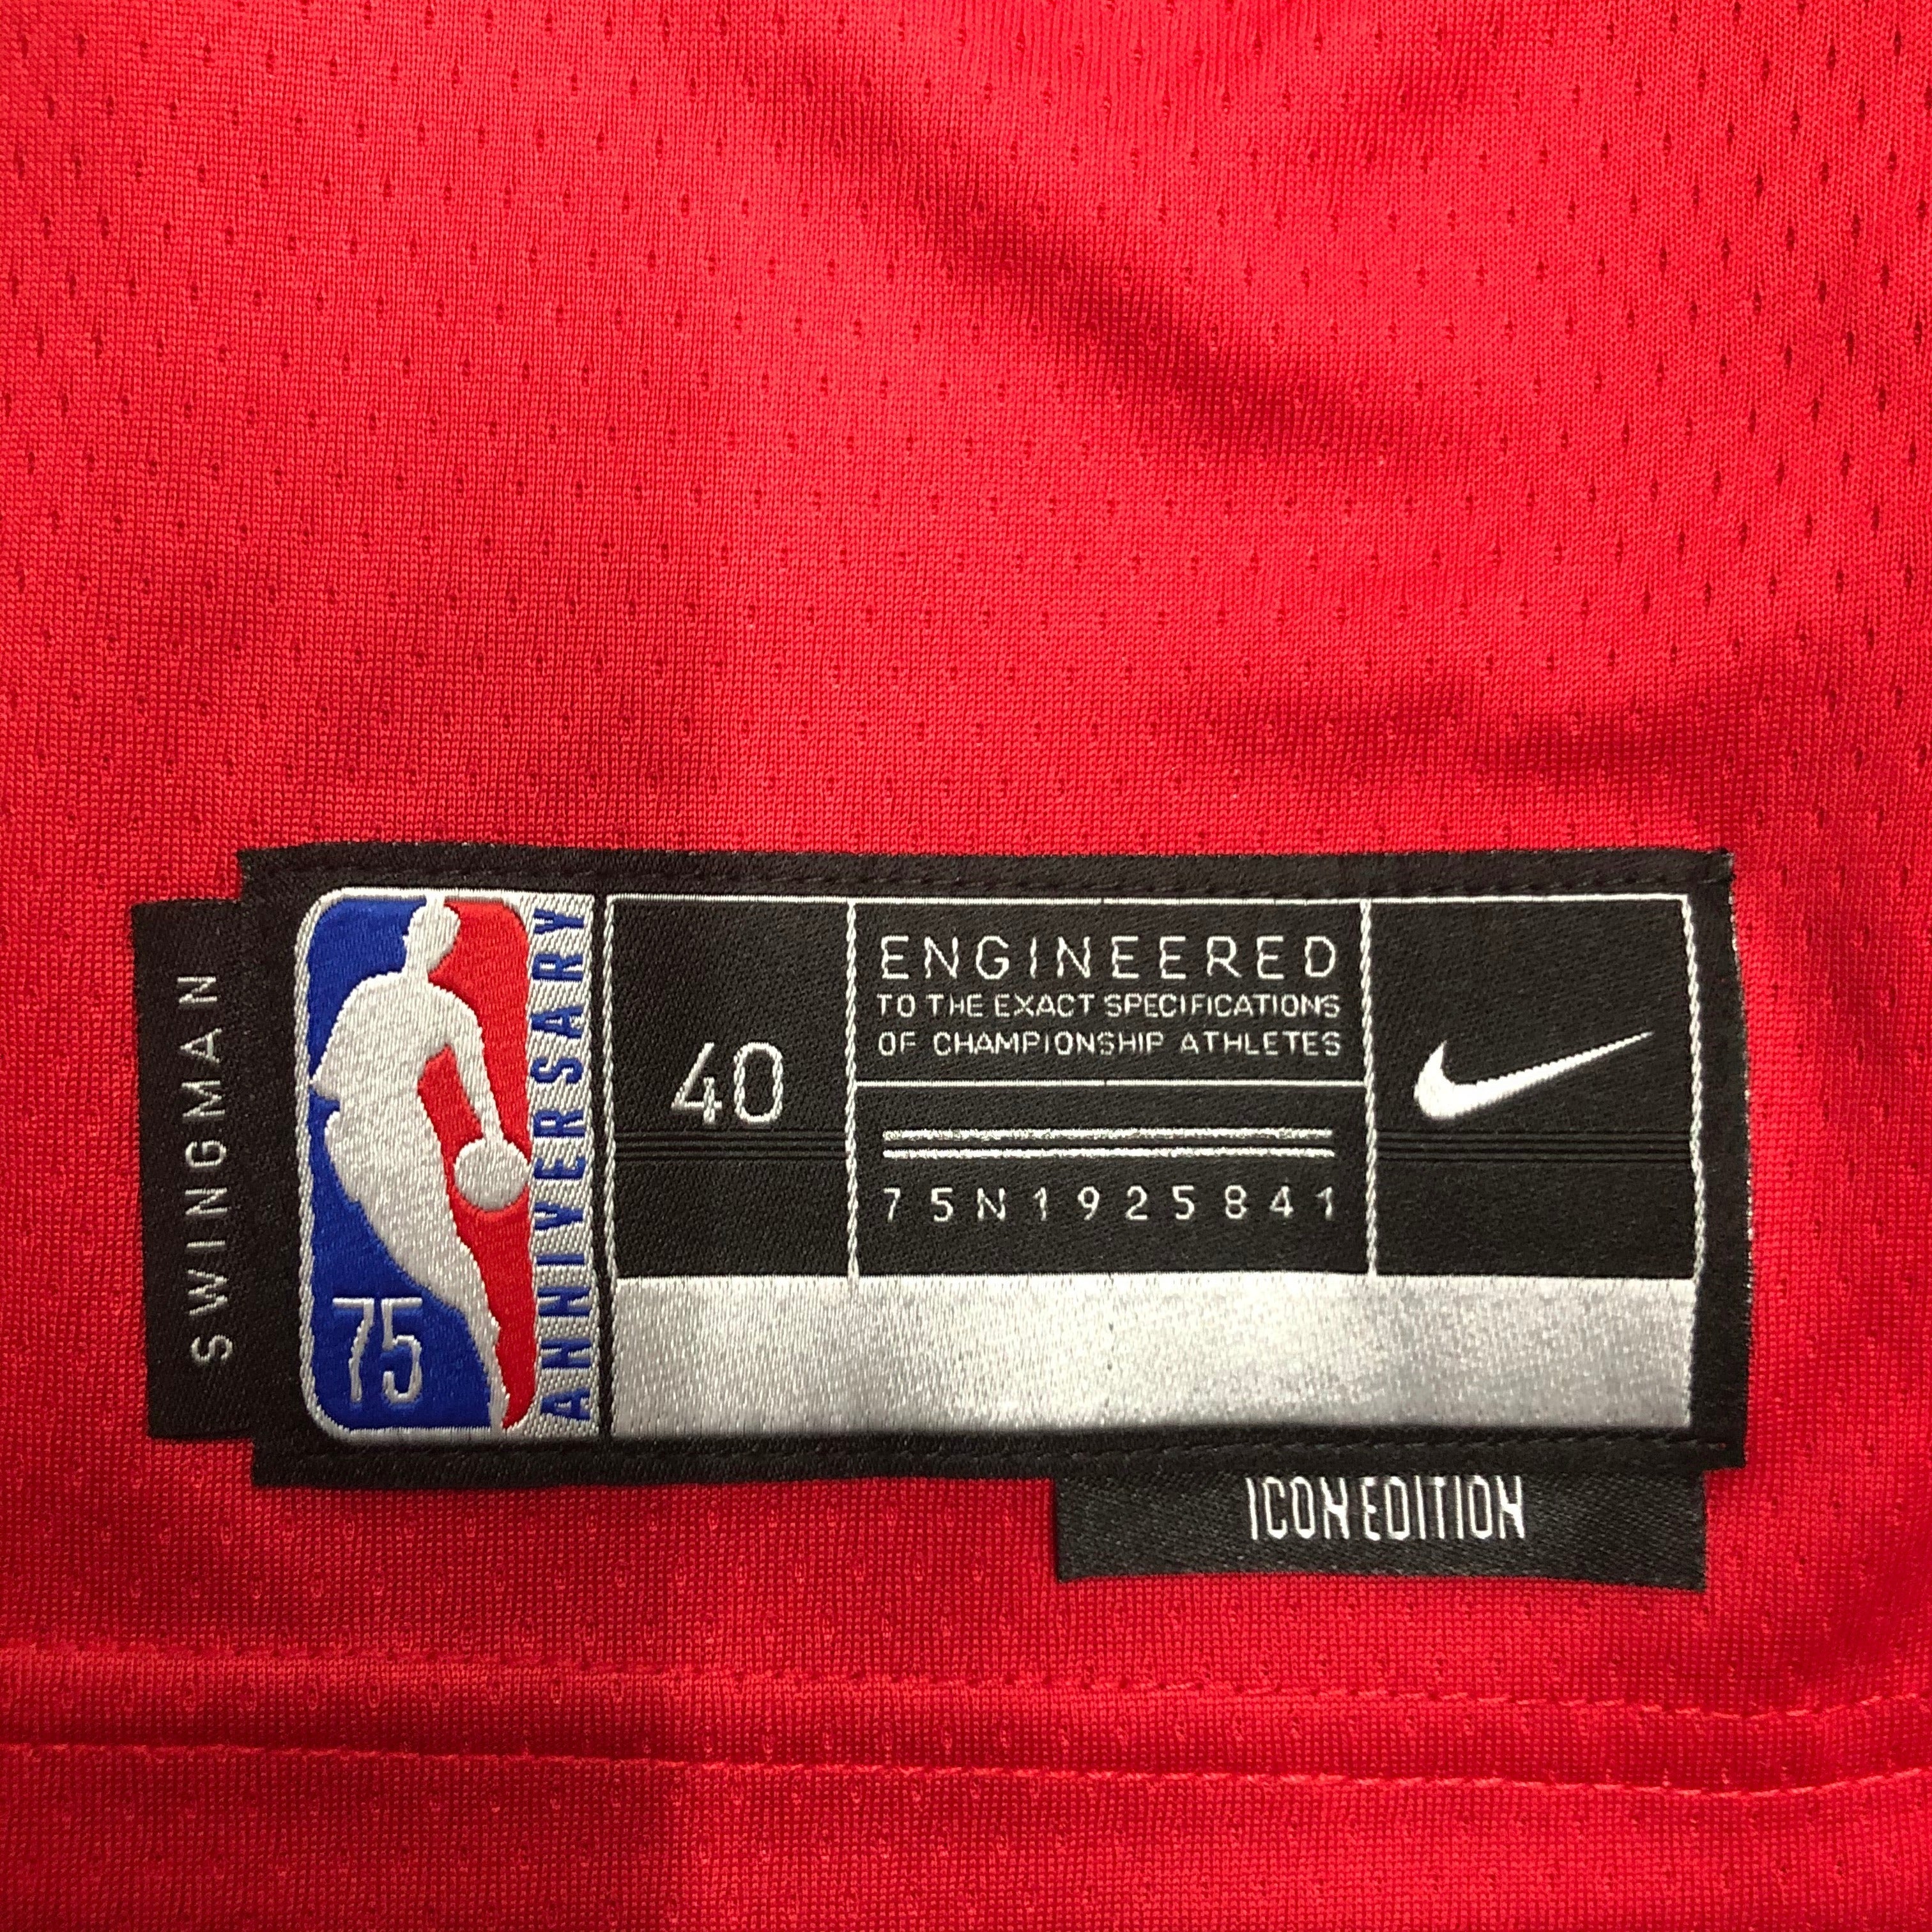 SWINGMAN
75
ANNIVERSARY
40
ENGINEERED
TO THE EXACT SPECIFICATIONS
OF CHAMPIONSHIP ATHLETES
75N1925841
ICON EDITION